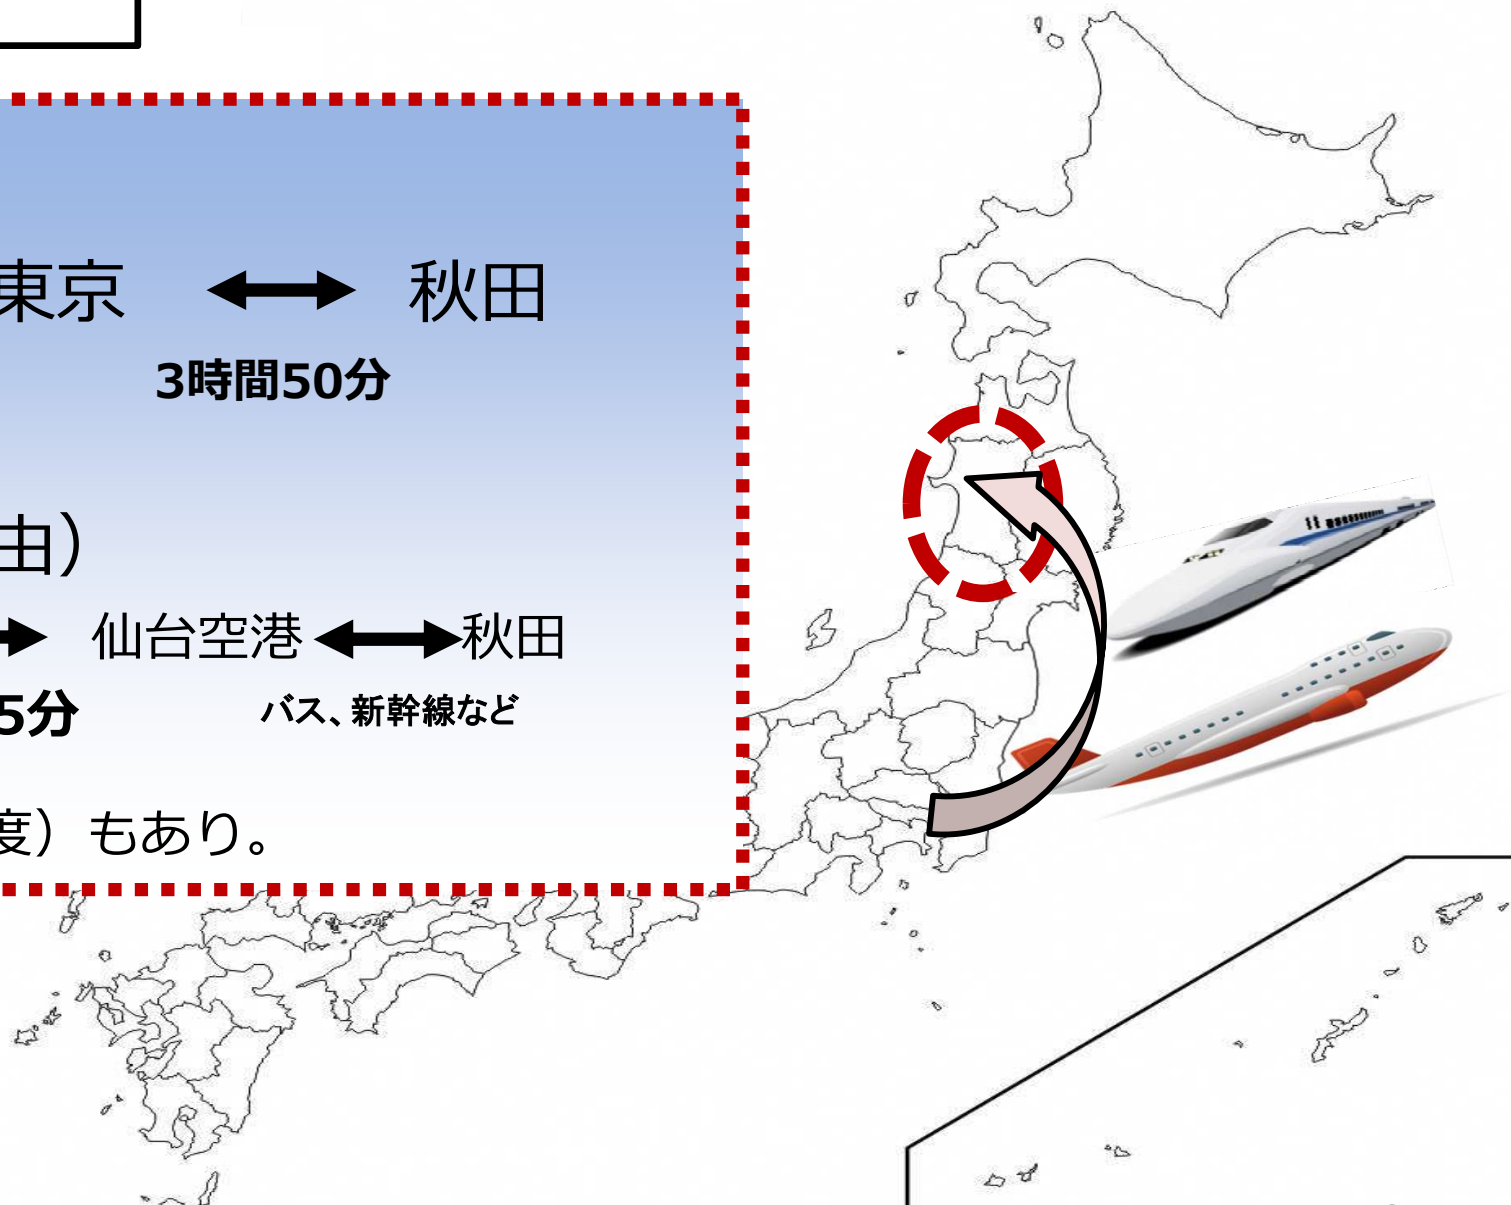 東京 ⟷ 秋田
3時間50分
由）
仙台空港 ⟷ 秋田
5分 バス、新幹線など
度）もあり。